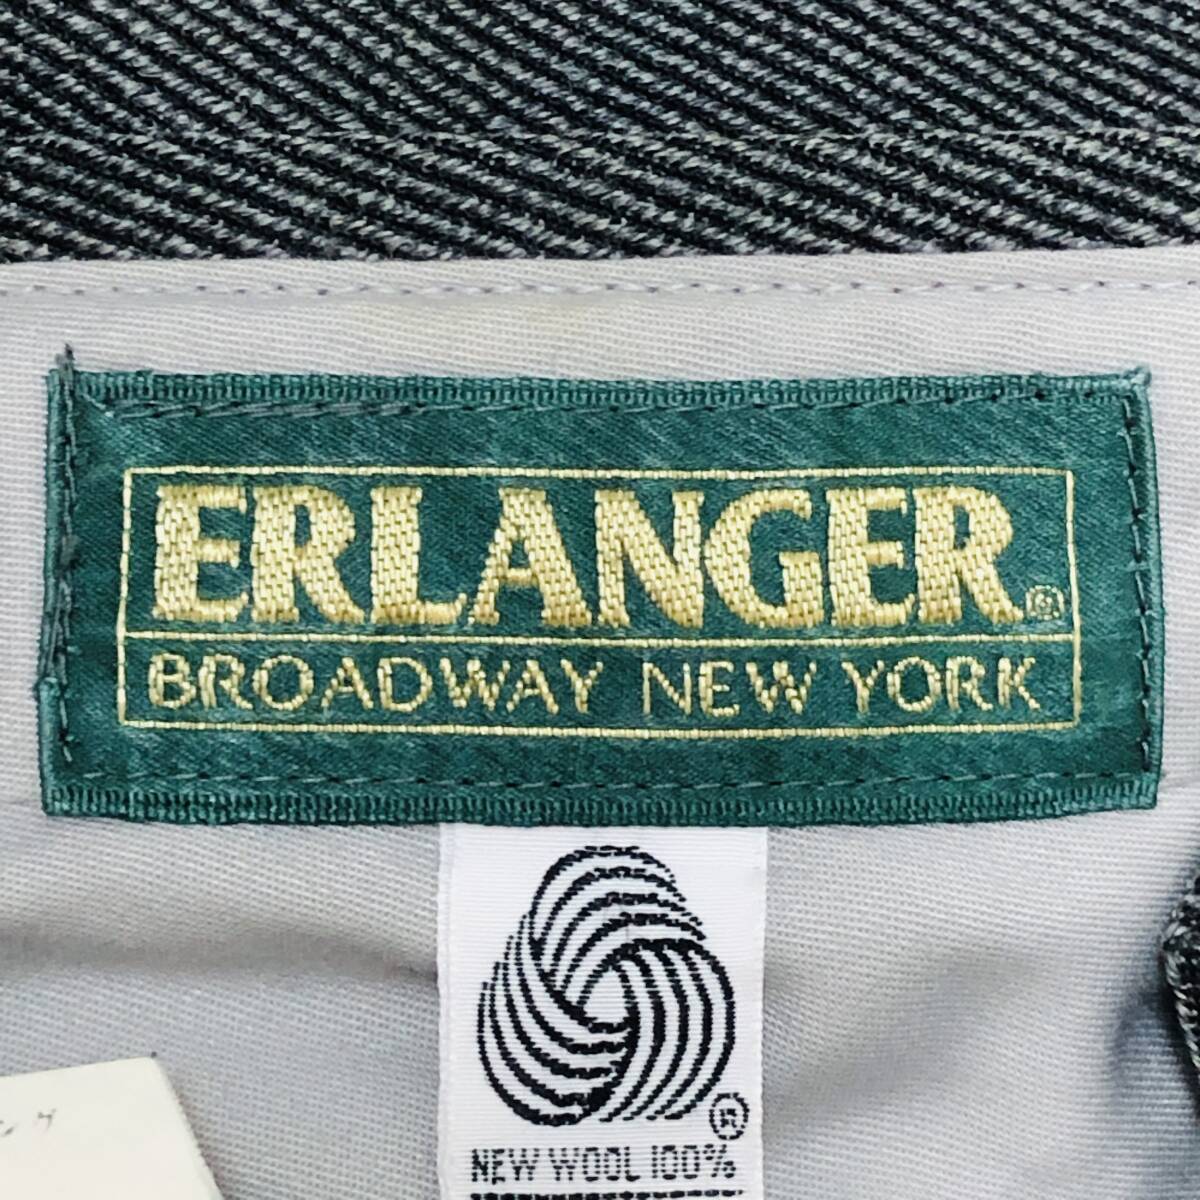 ERLANGER®
BROADWAY NEW YORK
®
NEW WOOL 100%